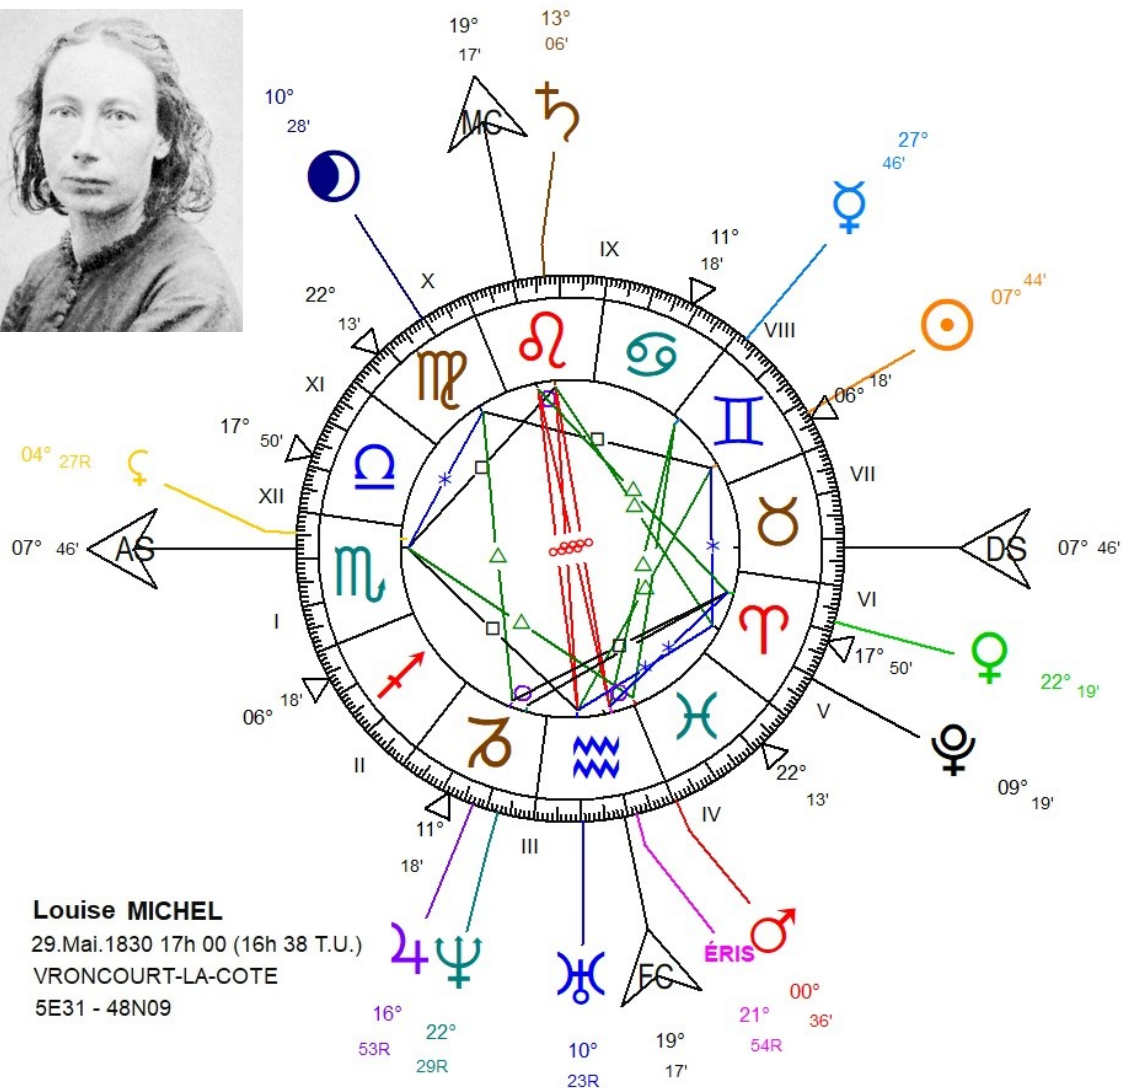 19°
17'
13°
06'
10°
28'
MC
27°
46'
IX
11°
18'
07° 44'
X
22°
13'
VIII
06° 18'
XI
17°
50'
VII
04° 27R
XII
07° 46'
AS
DS
07° 46'
I
VI
17°
50'
22° 19'
06° 18'
V
II
22°
13'
09°
19'
11°
18'
III
IV
Louise MICHEL
29.Mai.1830 17h 00 (16h 38 T.U.)
VRONCOURT-LA-COTE
5E31 - 48N09
ÉRIS
FC
00°
36'
16°
53R
22°
29R
10°
23R
19°
17'
21°
54R